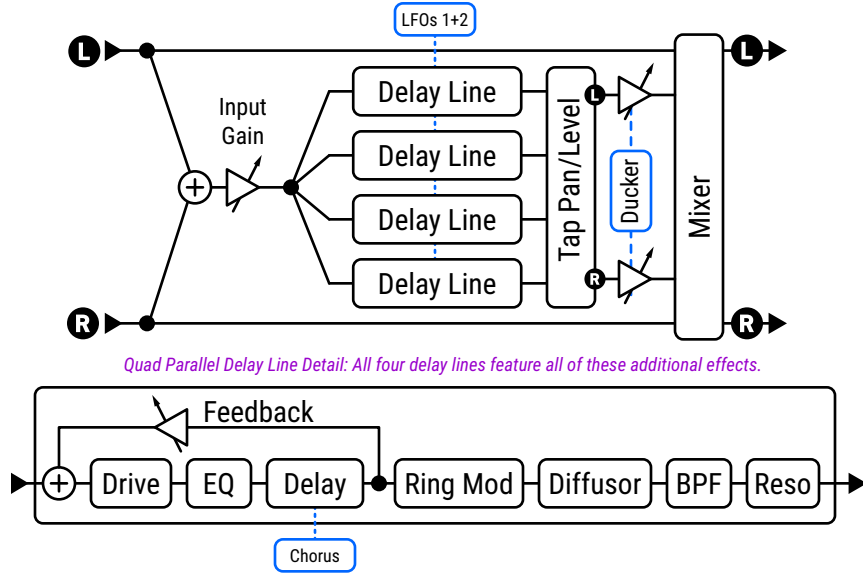 LFOs 1+2
L
L
Input
Gain
Delay Line
Delay Line
Delay Line
Delay Line
Tap Pan/Level
L
R
Ducker
Mixer
R
R
Quad Parallel Delay Line Detail: All four delay lines feature all of these additional effects.
Feedback
Drive
EQ
Delay
Ring Mod
Diffusor
BPF
Reso
Chorus